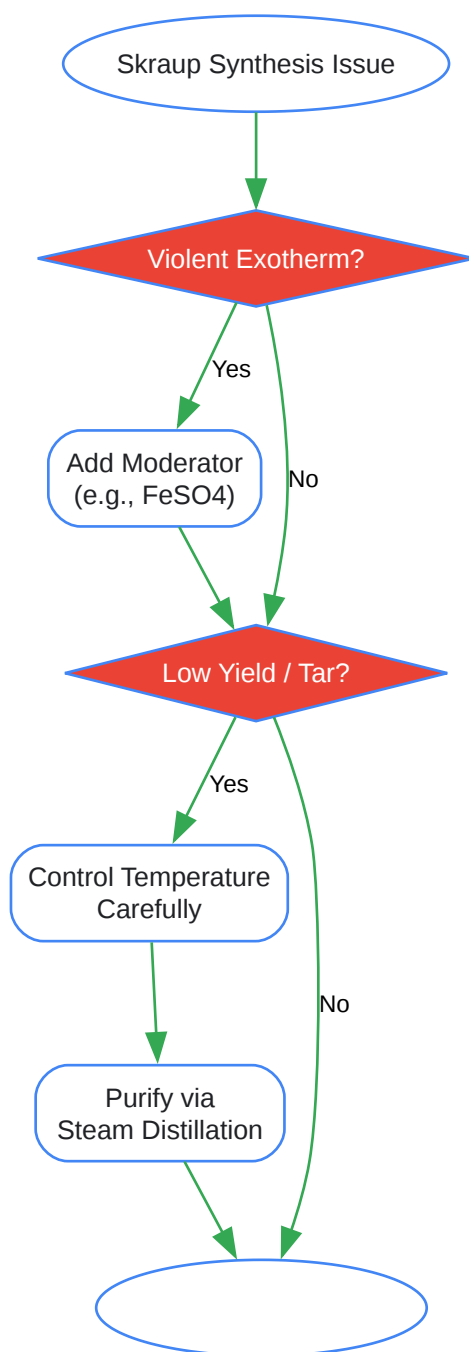 Skraup Synthesis Issue
Violent Exotherm?
Yes
Add Moderator
(e.g., FeSO4)
No
Low Yield / Tar?
Yes
Control Temperature
Carefully
No
Purify via
Steam Distillation